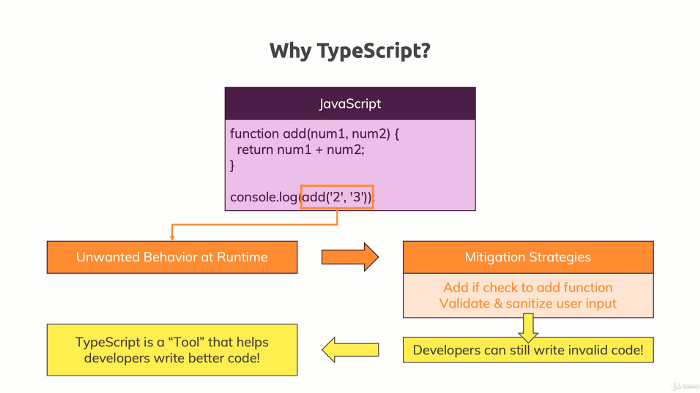 Why TypeScript?
JavaScript
function add(num1, num2) {
return num1 + num2;
}
console.log(add('2', '3'));
Unwanted Behavior at Runtime
Mitigation Strategies
Add if check to add function
Validate & sanitize user input
TypeScript is a “Tool” that helps
developers write better code!
Developers can still write invalid code!
Udemy